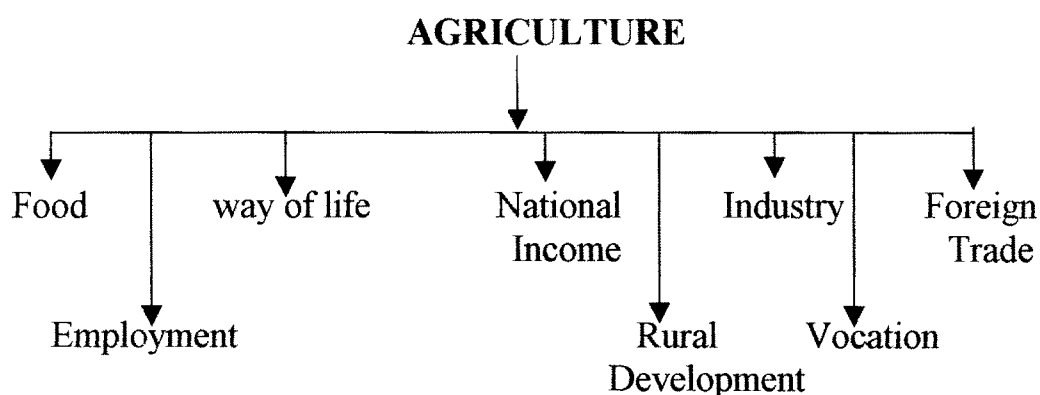 AGRICULTURE
Food
way of life
National
Income
Industry
Foreign
Trade
Employment
Rural
Development
Vocation